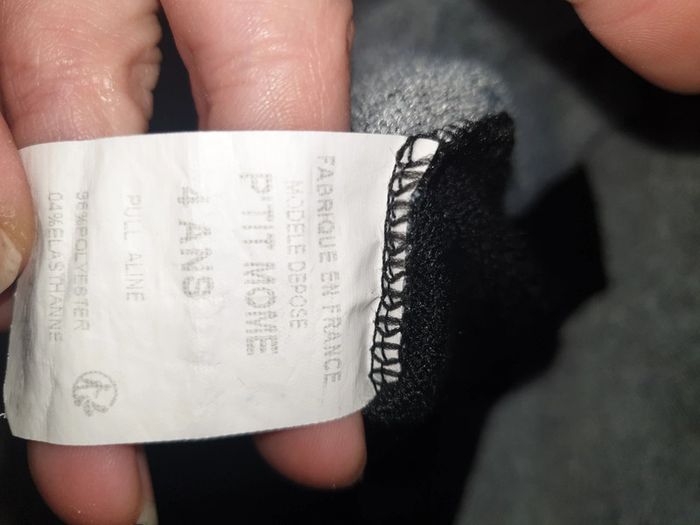 FABRIQUE EN FRANCE
MODELE DEPOSE
P'TIT MOME
4 ANS
PULL ALINE
96%POLYESTER
04%ELASTHANNE